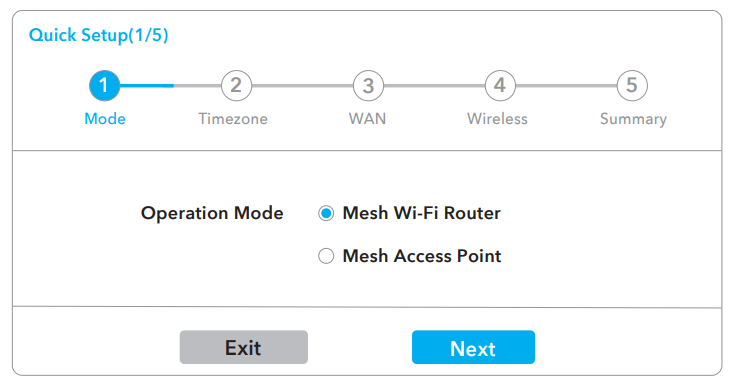 Quick Setup(1/5)
1 2 3 4 5
Mode Timezone WAN Wireless Summary
Operation Mode Mesh Wi-Fi Router
Mesh Access Point
Exit Next